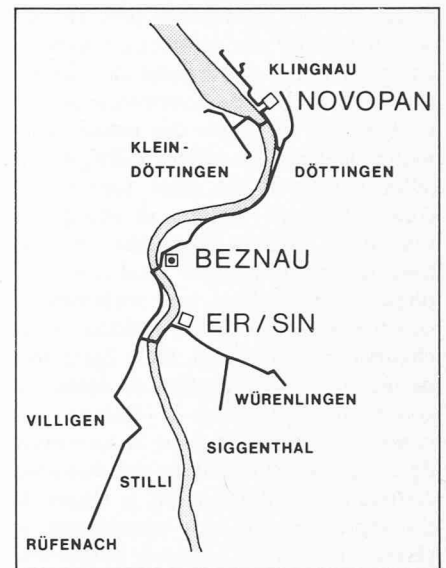 KLINGNAU
NOVOPAN
KLEIN-
DÖTTINGEN
DÖTTINGEN
BEZNAU
EIR / SIN
WÜRENLINGEN
VILLIGEN
SIGGENTHAL
STILLI
RÜFENACH